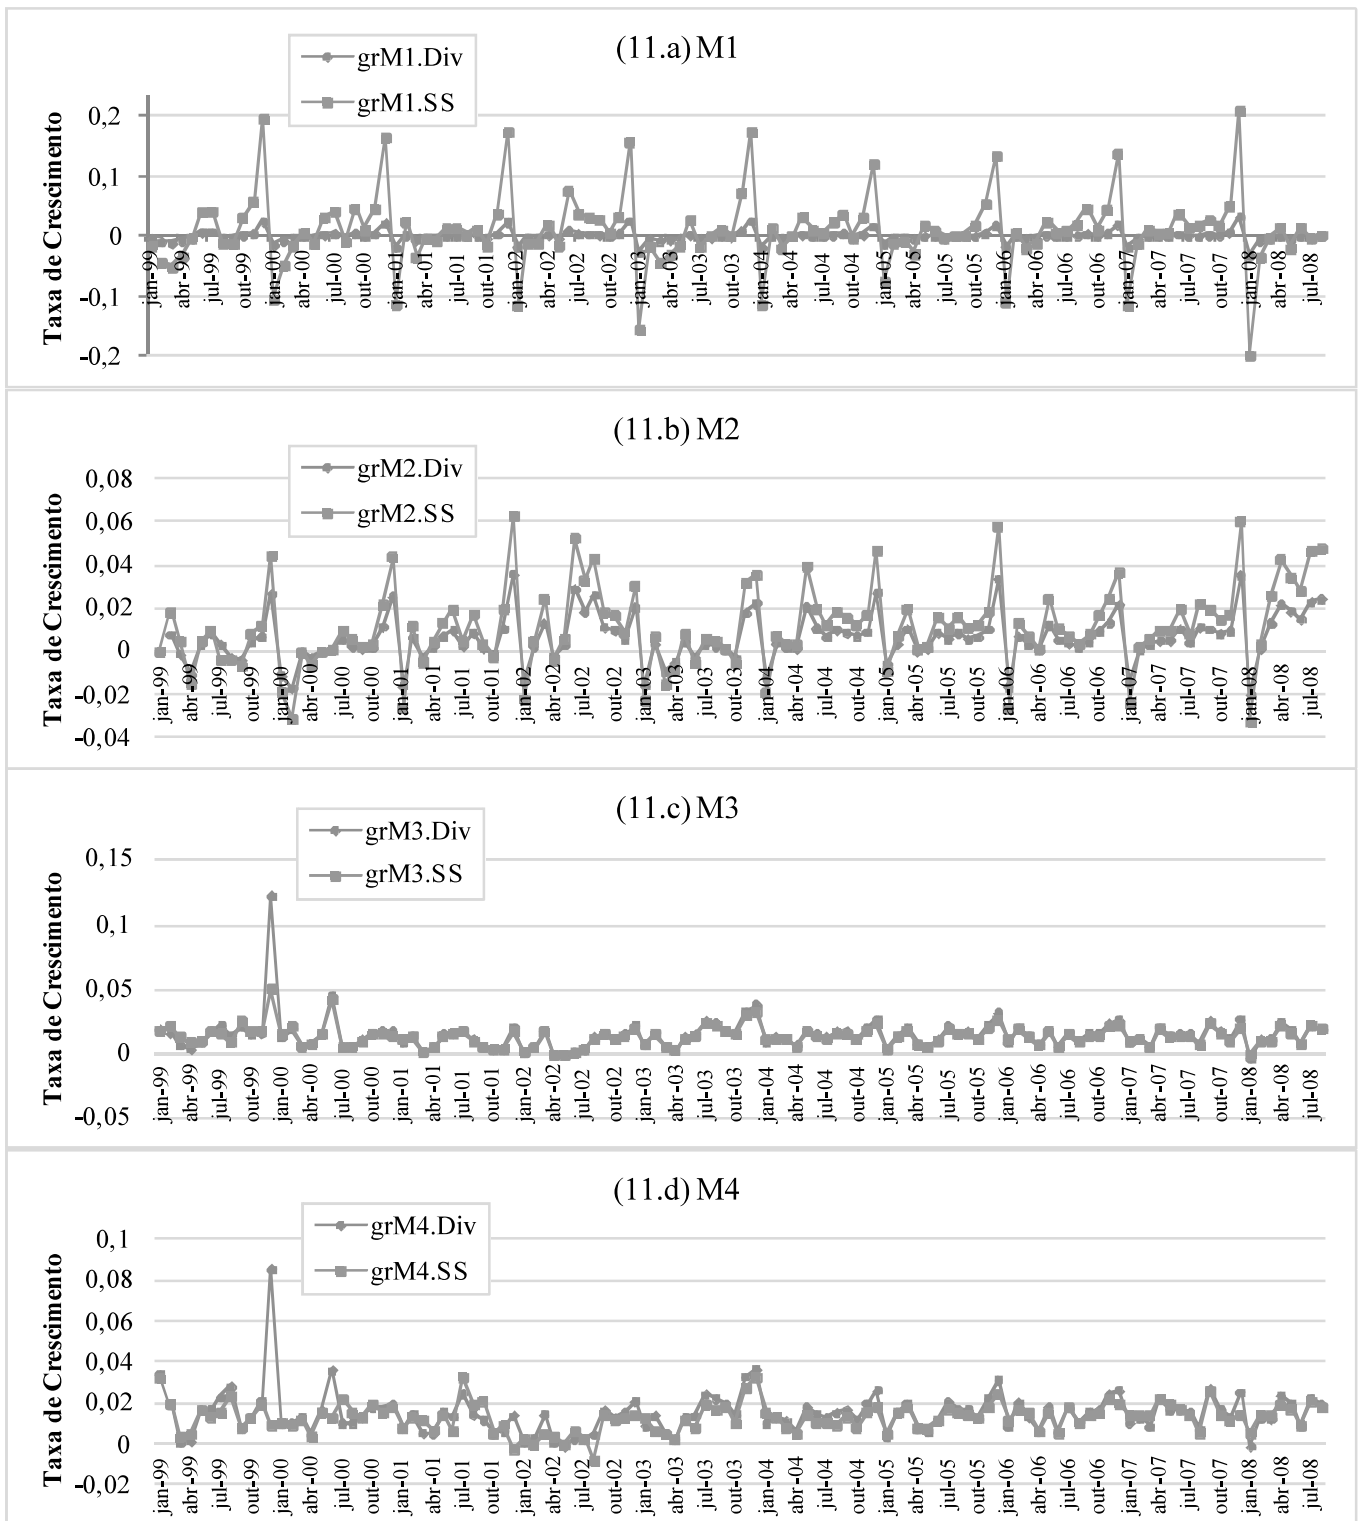 (11.a) M1
grM1.Div
grM1.SS
Taxa de Crescimento
0,2
0,1
0
-0,1
-0,2
jan-99 abr-99 jul-99 out-99 jan-00 abr-00 jul-00 out-00 jan-01 abr-01 jul-01 out-01 jan-02 abr-02 jul-02 out-02 jan-03 abr-03 jul-03 out-03 jan-04 abr-04 jul-04 out-04 jan-05 abr-05 jul-05 out-05 jan-06 abr-06 jul-06 out-06 jan-07 abr-07 jul-07 out-07 jan-08 abr-08 jul-08
(11.b) M2
grM2.Div
grM2.SS
Taxa de Crescimento
0,08
0,06
0,04
0,02
0
-0,02
-0,04
jan-99 abr-99 jul-99 out-99 jan-00 abr-00 jul-00 out-00 jan-01 abr-01 jul-01 out-01 jan-02 abr-02 jul-02 out-02 jan-03 abr-03 jul-03 out-03 jan-04 abr-04 jul-04 out-04 jan-05 abr-05 jul-05 out-05 jan-06 abr-06 jul-06 out-06 jan-07 abr-07 jul-07 out-07 jan-08 abr-08 jul-08
(11.c) M3
grM3.Div
grM3.SS
Taxa de Crescimento
0,15
0,1
0,05
0
-0,05
jan-99 abr-99 jul-99 out-99 jan-00 abr-00 jul-00 out-00 jan-01 abr-01 jul-01 out-01 jan-02 abr-02 jul-02 out-02 jan-03 abr-03 jul-03 out-03 jan-04 abr-04 jul-04 out-04 jan-05 abr-05 jul-05 out-05 jan-06 abr-06 jul-06 out-06 jan-07 abr-07 jul-07 out-07 jan-08 abr-08 jul-08
(11.d) M4
grM4.Div
grM4.SS
Taxa de Crescimento
0,1
0,08
0,06
0,04
0,02
0
-0,02
jan-99 abr-99 jul-99 out-99 jan-00 abr-00 jul-00 out-00 jan-01 abr-01 jul-01 out-01 jan-02 abr-02 jul-02 out-02 jan-03 abr-03 jul-03 out-03 jan-04 abr-04 jul-04 out-04 jan-05 abr-05 jul-05 out-05 jan-06 abr-06 jul-06 out-06 jan-07 abr-07 jul-07 out-07 jan-08 abr-08 jul-08